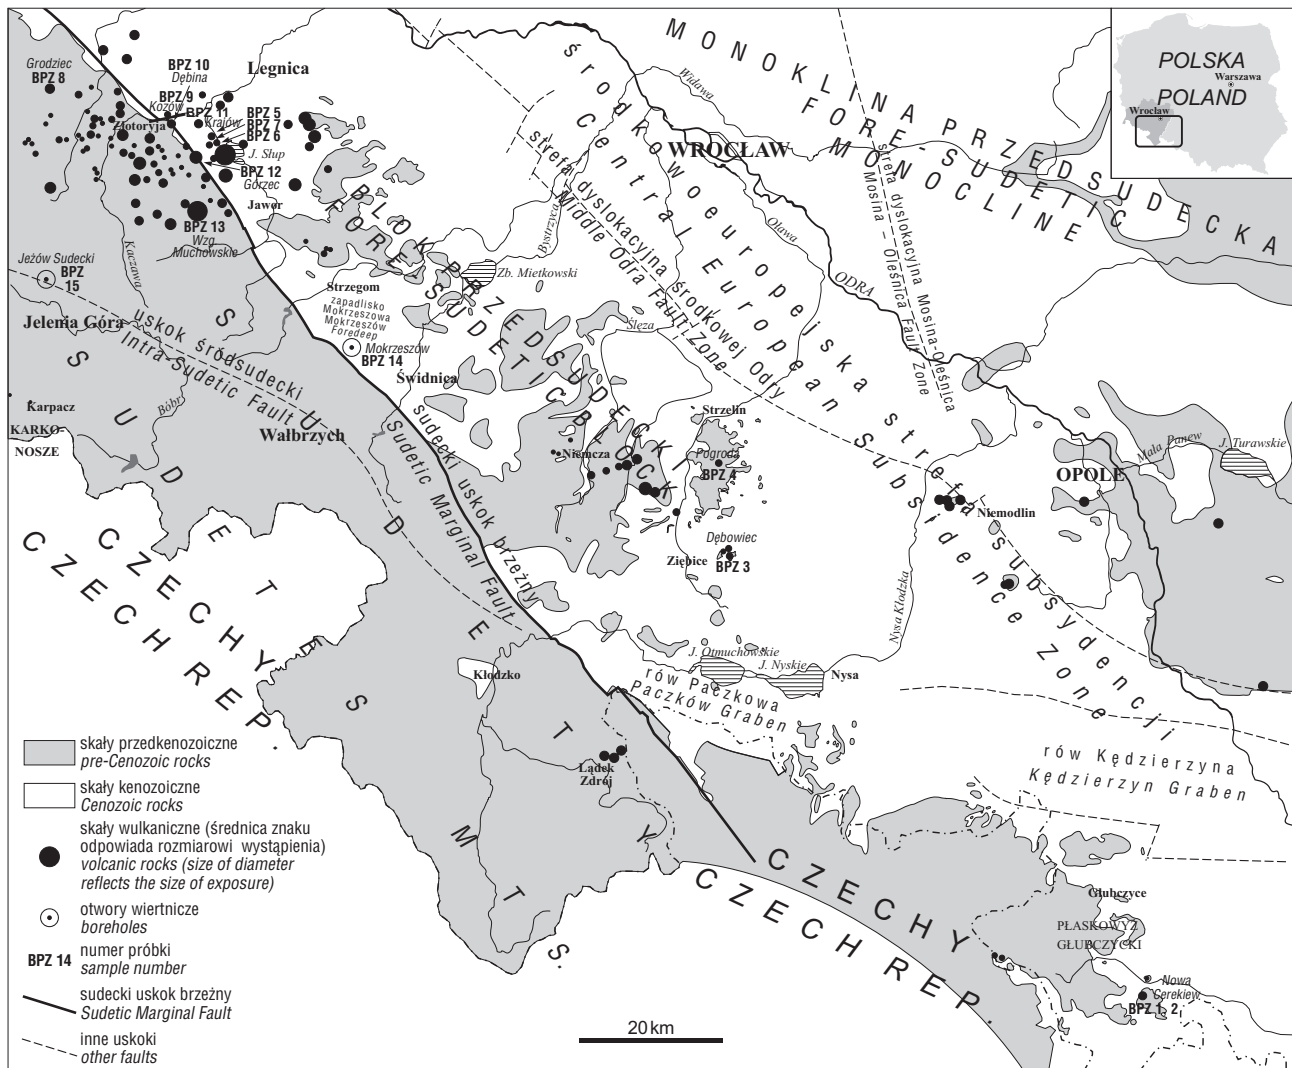 MONOKLINA PRZEDSUDECKA
FORE-SUDETIC
MONOCLINE
POLSKA
Warszawa
POLAND
Wrocław
Grodziec
BPZ 8
BPZ 10
Dębina
Legnica
BPZ 9
Kozów
BPZ 11
Krajów
BPZ 5
BPZ 7
BPZ 6
Złotoryja
J. Słup
BPZ 12
Górzec
Jawor
BPZ 13
Wzg.
Muchowskie
Kaczawa
Jeżów Sudecki
BPZ
15
Jelenia Góra
uskok śródsudecki
Intra-Sudetic Fault
Karpacz
KARKO-
NOSZE
Bóbr
Wałbrzych
Strzegom
zapadlisko
Mokrzeszowa
Mokrzeszów
Foredeep
Mokrzeszów
BPZ 14
Świdnica
BLOK PRZEDSUDECKI
FORE-SUDETIC BLOCK
Zb. Mietkowski
Bystrzyca
Ślęza
Oława
Widawa
WROCŁAW
ODRA
środkowoeuropejska strefa subsydencji
Central European Subsidence Zone
strefa dyslokacyjna środkowej Odry
Middle Odra Fault Zone
strefa dyslokacyjna Mosina-Oleśnica
Mosina - Oleśnica Fault Zone
Strzelin
Niemcza
Pogroda
BPZ 4
Dębowiec
BPZ 3
Ziębice
sudecki uskok brzeżny
Sudetic Marginal Fault
SUDETY
SUDETES MTS.
Nysa Kłodzka
Niemodlin
OPOLE
Mała Panew
J. Turawskie
J. Otmuchowskie
J. Nyskie
Nysa
rów Paczkowa
Paczków Graben
Kłodzko
Lądek
Zdrój
CZECHY
CZECH REP.
CZECHY
CZECH REP.
rów Kędzierzyna
Kędzierzyn Graben
Głubczyce
PŁASKOWYŻ
GŁUBCZYCKI
Nowa
Cerekiew
BPZ 1, 2
skały przedkenozoiczne
pre-Cenozoic rocks
skały kenozoiczne
Cenozoic rocks
skały wulkaniczne (średnica znaku
odpowiada rozmiarowi wystąpienia)
volcanic rocks (size of diameter
reflects the size of exposure)
otwory wiertnicze
boreholes
BPZ 14
numer próbki
sample number
sudecki uskok brzeżny
Sudetic Marginal Fault
inne uskoki
other faults
20 km